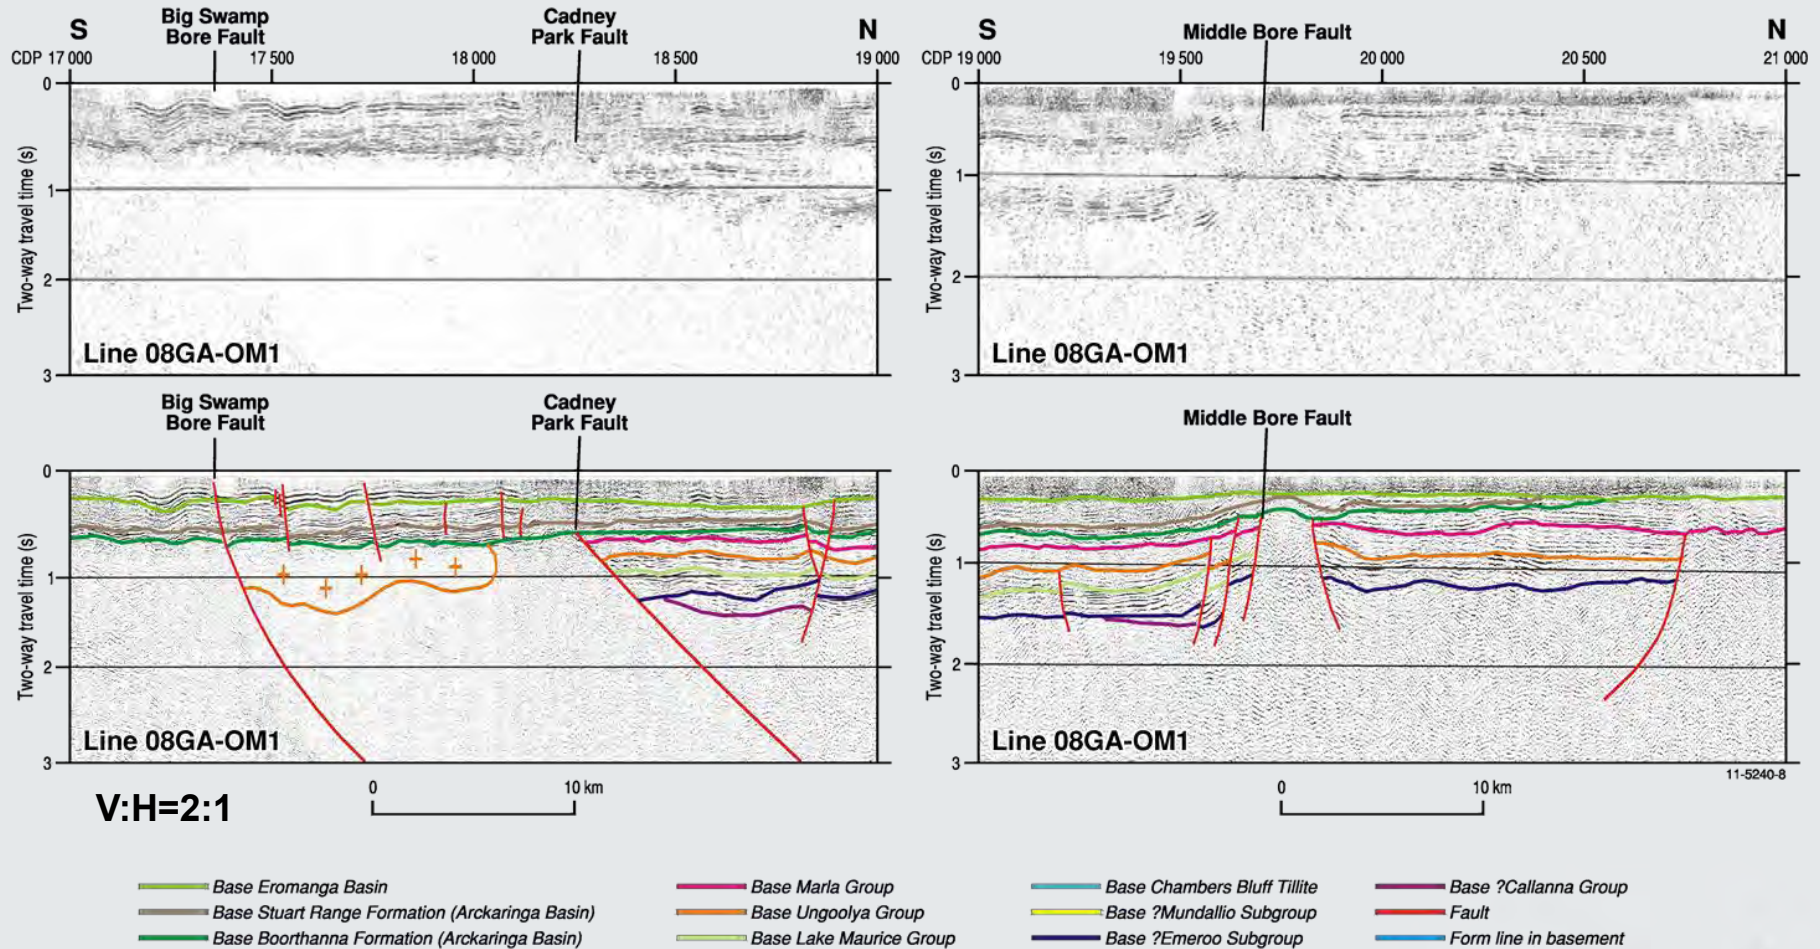 Big Swamp
Bore Fault
Cadney
Park Fault
S
N
CDP 17 000
17 500
18 000
18 500
19 000
0
1
2
3
Two-way travel time (s)
Line 08GA-OM1
Middle Bore Fault
S
N
CDP 19 000
19 500
20 000
20 500
21 000
0
1
2
3
Two-way travel time (s)
Line 08GA-OM1
Big Swamp
Bore Fault
Cadney
Park Fault
0
1
2
3
Two-way travel time (s)
Line 08GA-OM1
0
10 km
V:H=2:1
Middle Bore Fault
0
1
2
3
Two-way travel time (s)
Line 08GA-OM1
11-5240-8
0
10 km
Base Eromanga Basin
Base Stuart Range Formation (Arckaringa Basin)
Base Boorthanna Formation (Arckaringa Basin)
Base Marla Group
Base Ungoolya Group
Base Lake Maurice Group
Base Chambers Bluff Tillite
Base ?Mundallio Subgroup
Base ?Emeroo Subgroup
Base ?Callanna Group
Fault
Form line in basement